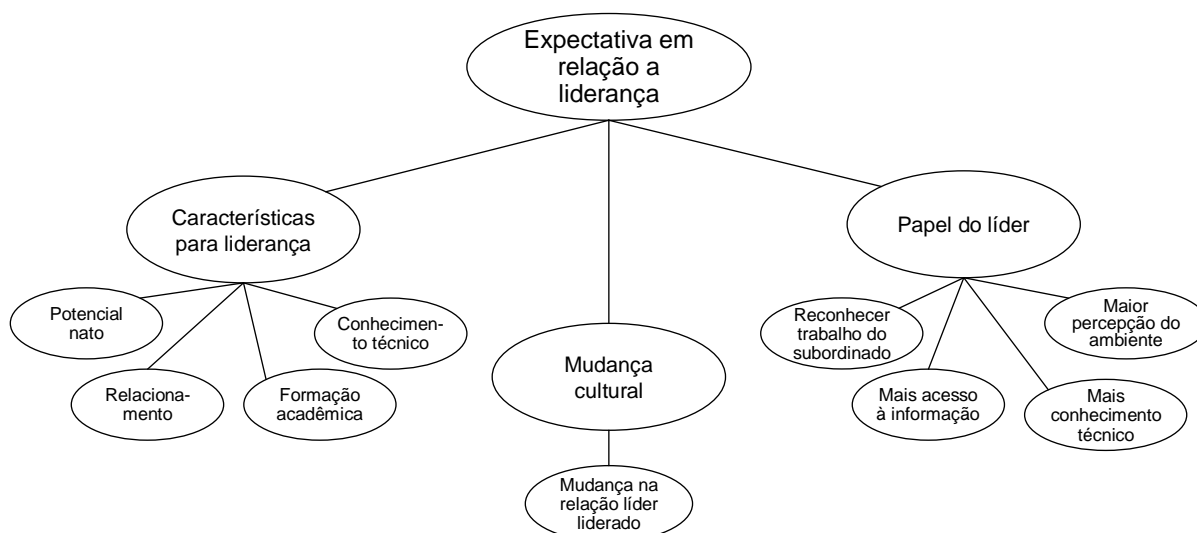 Expectativa em
relação a
liderança
Características
para liderança
Papel do líder
Potencial
nato
Conhecimen-
to técnico
Relaciona-
mento
Formação
acadêmica
Mudança
cultural
Mudança na
relação líder
liderado
Reconhecer
trabalho do
subordinado
Maior
percepção do
ambiente
Mais acesso
à informação
Mais
conhecimento
técnico